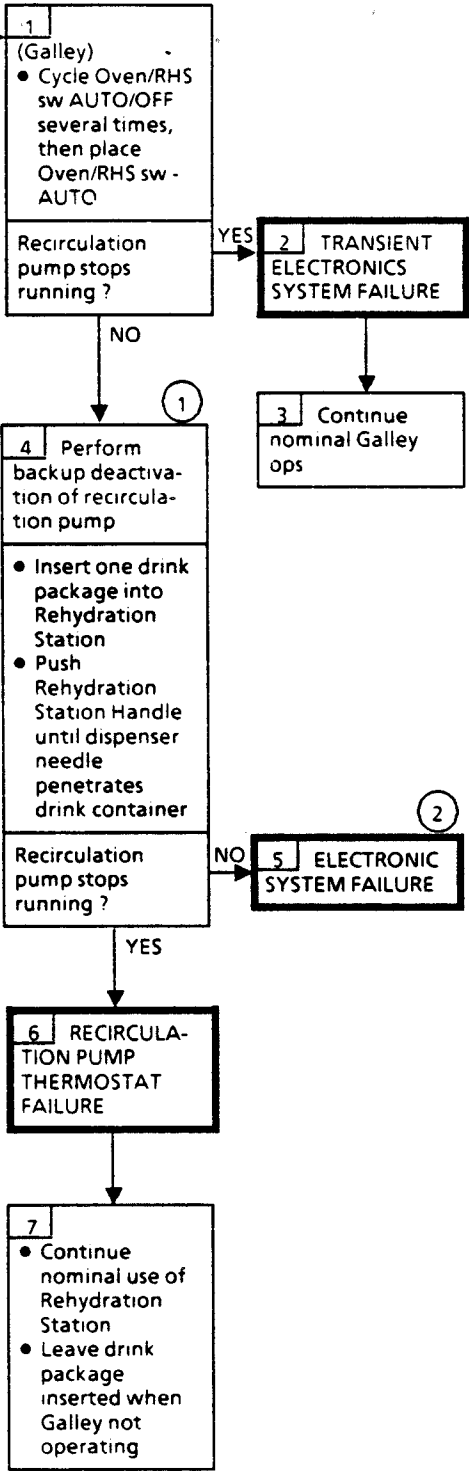 1
(Galley)
● Cycle Oven/RHS
sw AUTO/OFF
several times,
then place
Oven/RHS sw -
AUTO
Recirculation
pump stops
running ?
YES
2 TRANSIENT
ELECTRONICS
SYSTEM FAILURE
NO
3 Continue
nominal Galley
ops
1
4 Perform
backup deactiva-
tion of recircula-
tion pump
● Insert one drink
package into
Rehydration
Station
● Push
Rehydration
Station Handle
until dispenser
needle
penetrates
drink container
Recirculation
pump stops
running ?
NO
2
5 ELECTRONIC
SYSTEM FAILURE
YES
6 RECIRCULA-
TION PUMP
THERMOSTAT
FAILURE
7
● Continue
nominal use of
Rehydration
Station
● Leave drink
package
inserted when
Galley not
operating